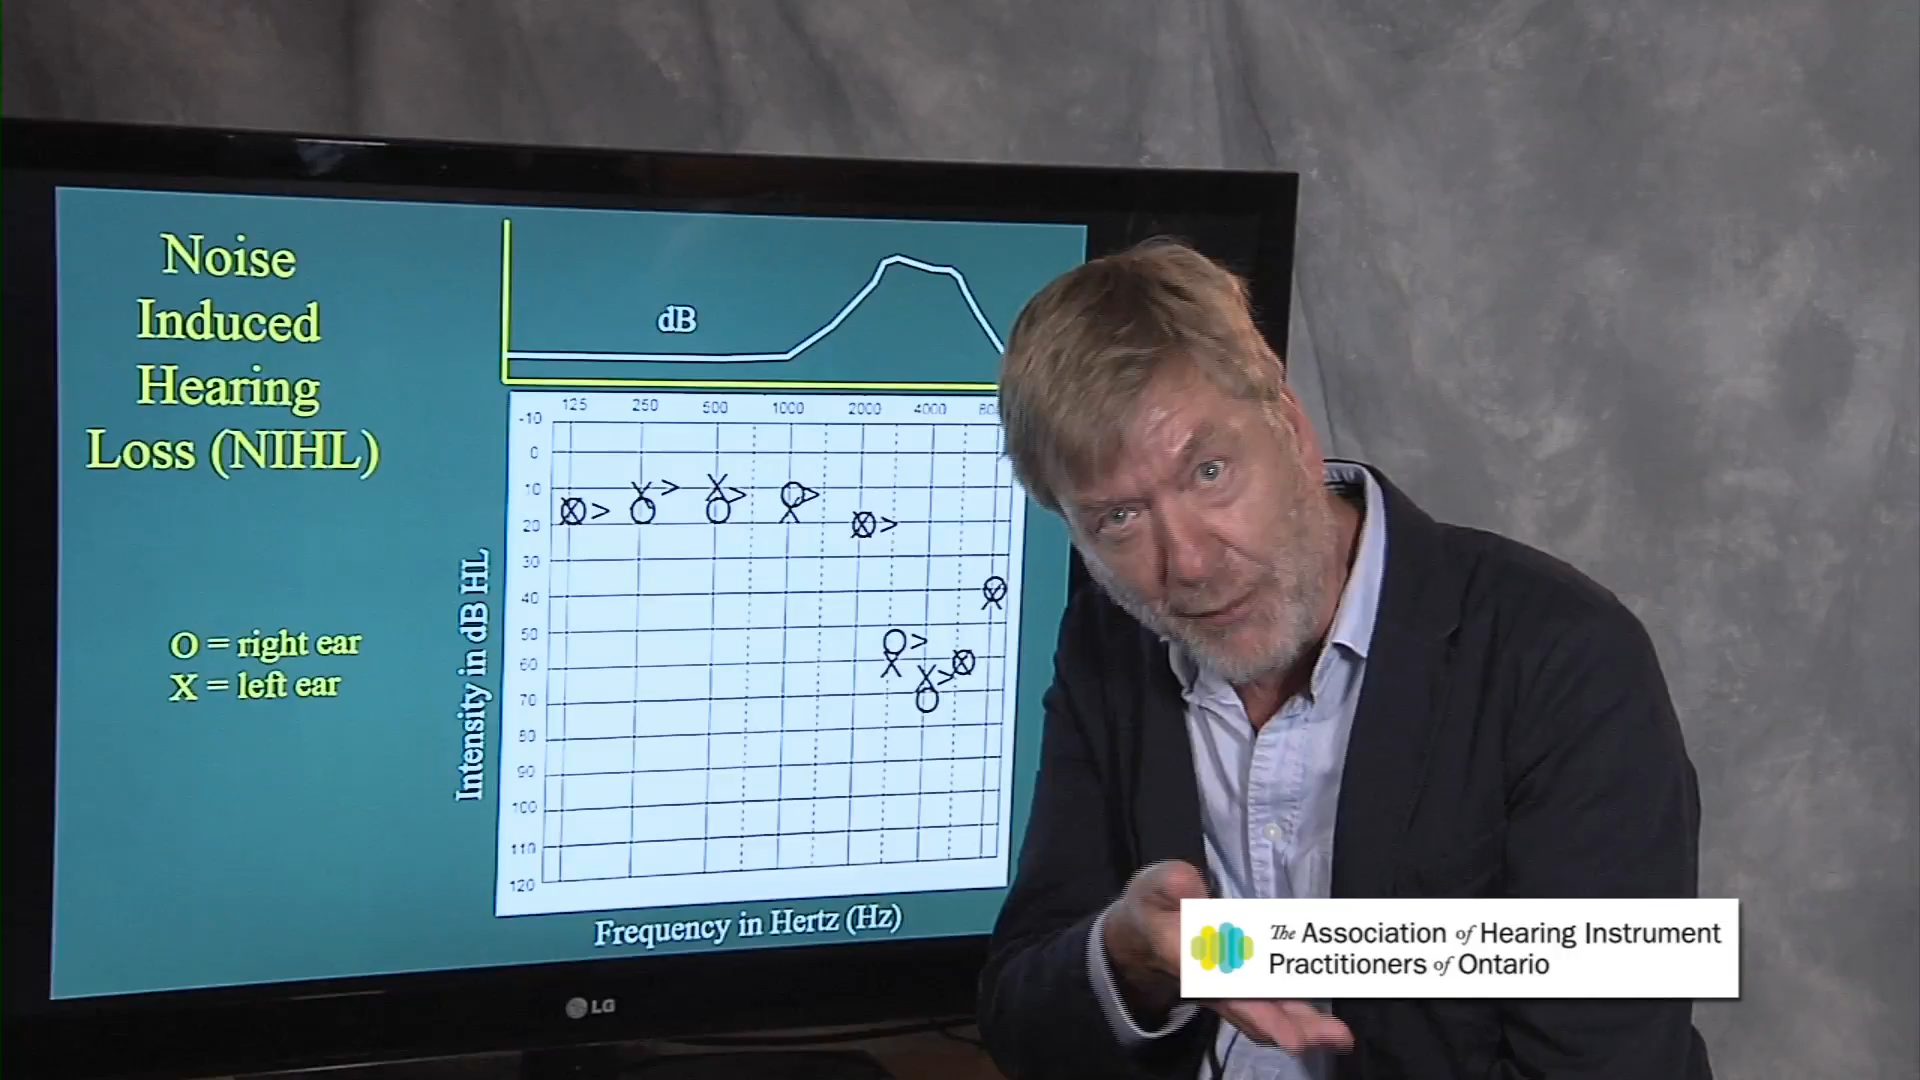 Noise
Induced
Hearing
Loss (NIHL)
O = right ear
X = left ear
dB
125 250 500 1000 2000 4000
-10
0
10
20
30
40
50
60
70
80
90
100
110
120
Intensity in dB HL
Frequency in Hertz (Hz)
LG
The Association of Hearing Instrument
Practitioners of Ontario